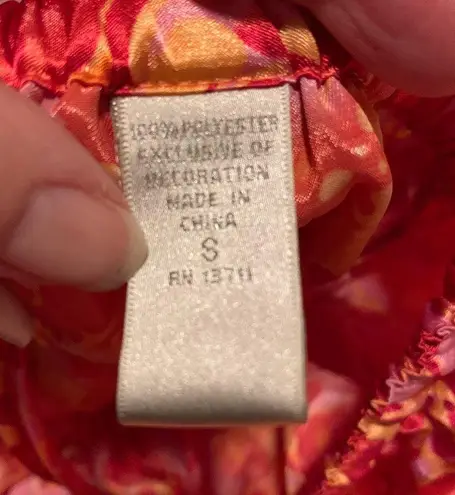 100% POLYESTER
EXCLUSIVE OF
DECORATION
MADE IN
CHINA
S
RN 13711